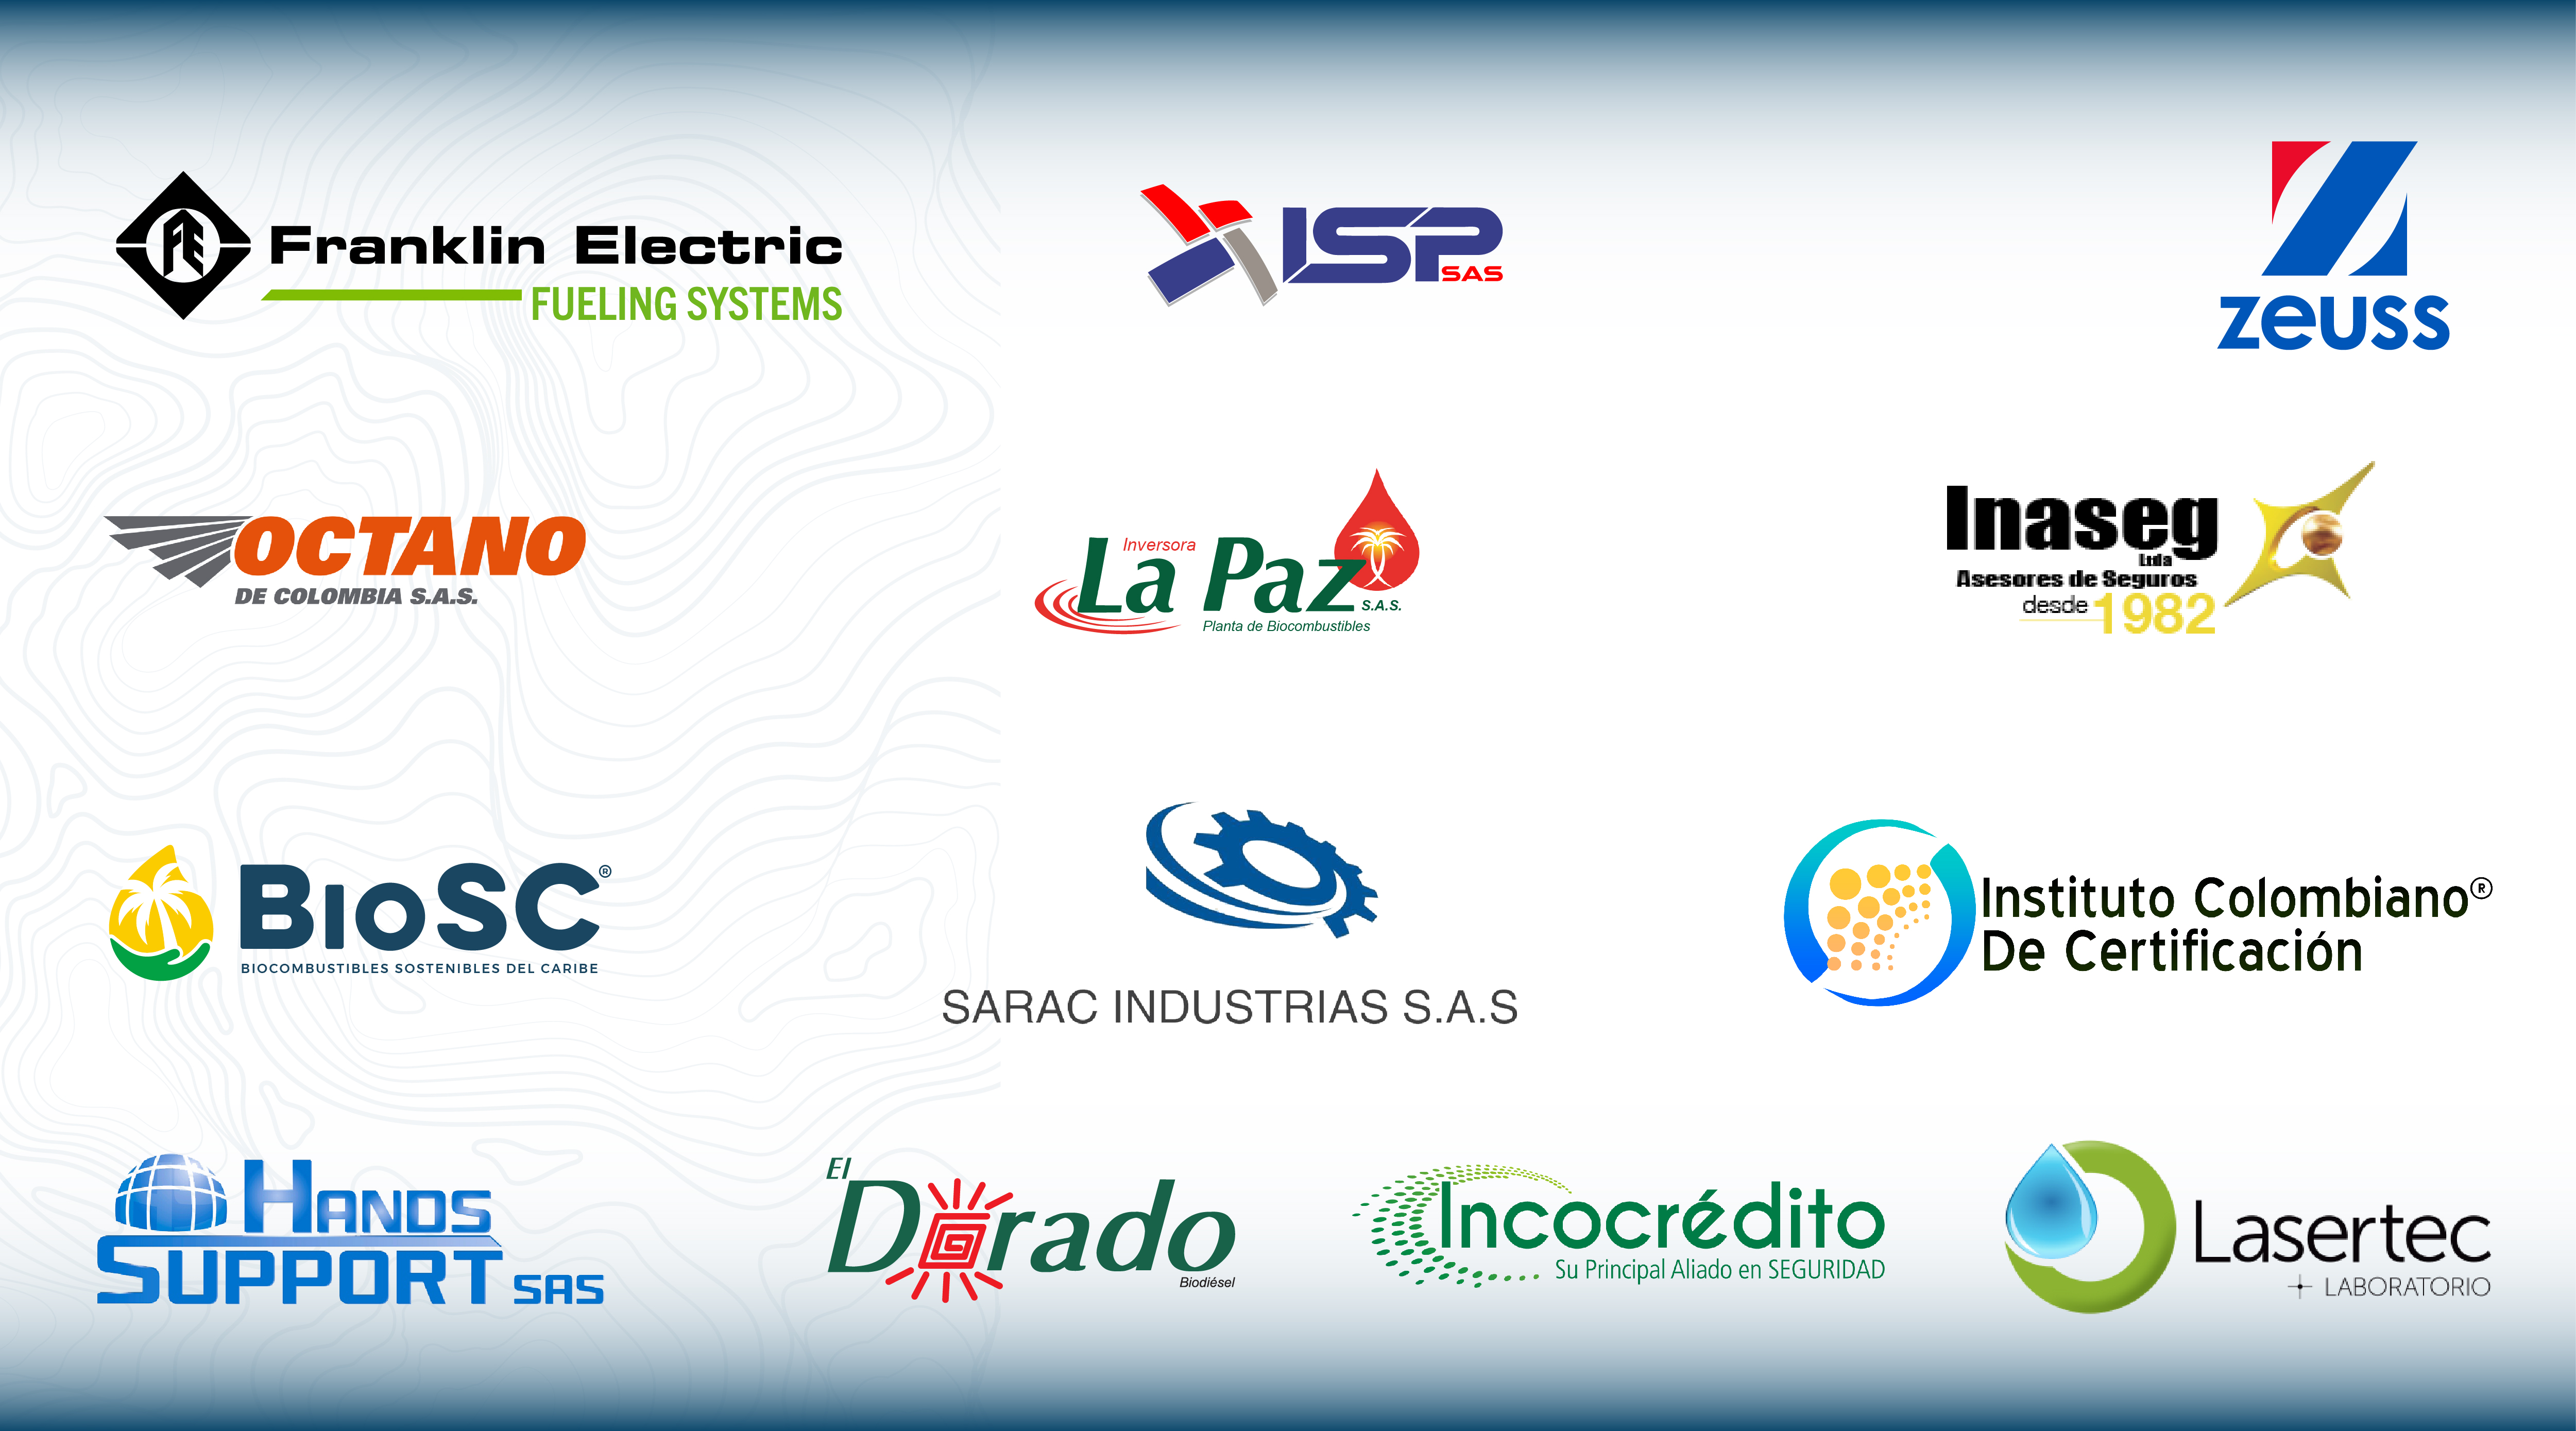 FE Franklin Electric
FUELING SYSTEMS
ISP
SAS
zeuss
OCTANO
DE COLOMBIA S.A.S.
Inversora
La Paz
S.A.S.
Planta de Biocombustibles
Inaseg
Ltda
Asesores de Seguros
desde 1982
BIOSC®
BIOCOMBUSTIBLES SOSTENIBLES DEL CARIBE
SARAC INDUSTRIAS S.A.S
Instituto Colombiano®
De Certificación
HANDS
SUPPORT SAS
El
Dorado
Biodiésel
Incocrédito
Su Principal Aliado en SEGURIDAD
Lasertec
LABORATORIO